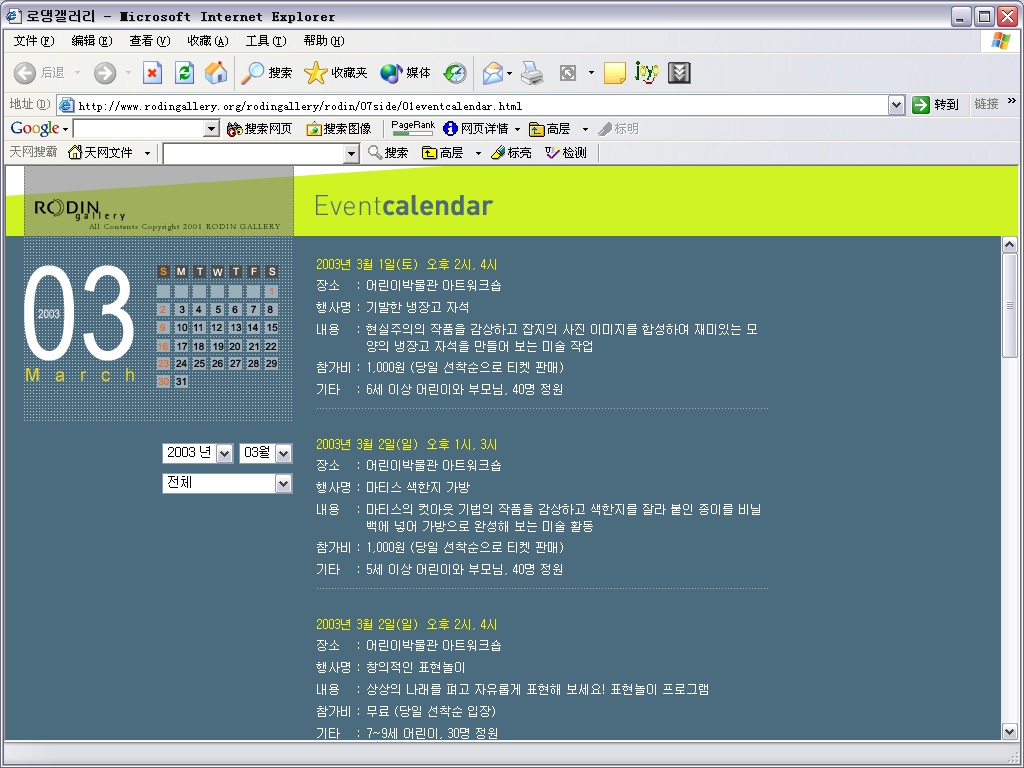 로댕갤러리 - Microsoft Internet Explorer
文件(F) 编辑(E) 查看(V) 收藏(A) 工具(T) 帮助(H)
后退 搜索 收藏夹 媒体 joy
地址(D) http://www.rodingallery.org/rodingallery/rodin/07side/01eventcalendar.html 转到 链接 »
Google 搜索网页 搜索图像 PageRank 网页详情 高层 标明
天网搜霸 天网文件 搜索 高层 标亮 检测
RODIN
gallery
All Contents Copyright 2001 RODIN GALLERY
Eventcalendar
03
2003
March
S M T W T F S
1
2 3 4 5 6 7 8
9 10 11 12 13 14 15
16 17 18 19 20 21 22
23 24 25 26 27 28 29
30 31
2003 년 03월
전체
2003년 3월 1일(토) 오후 2시, 4시
장소 : 어린이박물관 아트워크숍
행사명 : 기발한 냉장고 자석
내용 : 현실주의의 작품을 감상하고 잡지의 사진 이미지를 합성하여 재미있는 모
양의 냉장고 자석을 만들어 보는 미술 작업
참가비 : 1,000원 (당일 선착순으로 티켓 판매)
기타 : 6세 이상 어린이와 부모님, 40명 정원
2003년 3월 2일(일) 오후 1시, 3시
장소 : 어린이박물관 아트워크숍
행사명 : 마티스 색한지 가방
내용 : 마티스의 컷아웃 기법의 작품을 감상하고 색한지를 잘라 붙인 종이를 비닐
백에 넣어 가방으로 완성해 보는 미술 활동
참가비 : 1,000원 (당일 선착순으로 티켓 판매)
기타 : 5세 이상 어린이와 부모님, 40명 정원
2003년 3월 2일(일) 오후 2시, 4시
장소 : 어린이박물관 아트워크숍
행사명 : 창의적인 표현놀이
내용 : 상상의 나래를 펴고 자유롭게 표현해 보세요! 표현놀이 프로그램
참가비 : 무료 (당일 선착순 입장)
기타 : 7~9세 어린이, 30명 정원